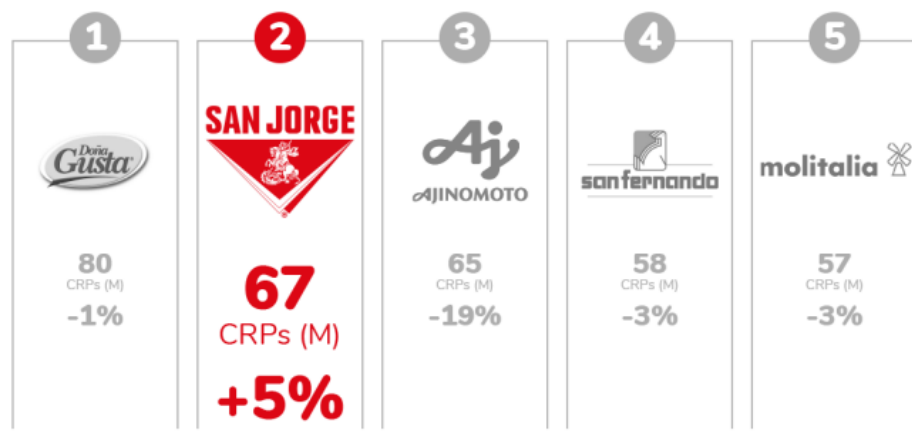 1
Doña
Gusta
80
CRPs (M)
-1%
2
SAN JORGE
67
CRPs (M)
+5%
3
Aj
AJINOMOTO
65
CRPs (M)
-19%
4
sanfernando
58
CRPs (M)
-3%
5
molitalia
57
CRPs (M)
-3%